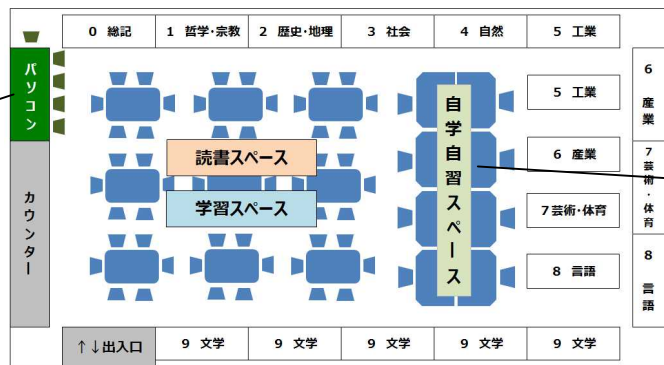 0 総記
1 哲学・宗教
2 歴史・地理
3 社会
4 自然
5 工業
パソコン
カウンター
読書スペース
学習スペース
自学自習スペース
5 工業
6 産業
7芸術・体育
8 言語
6 産業
7芸術・体育
8 言語
↑↓出入口
9 文学
9 文学
9 文学
9 文学
9 文学